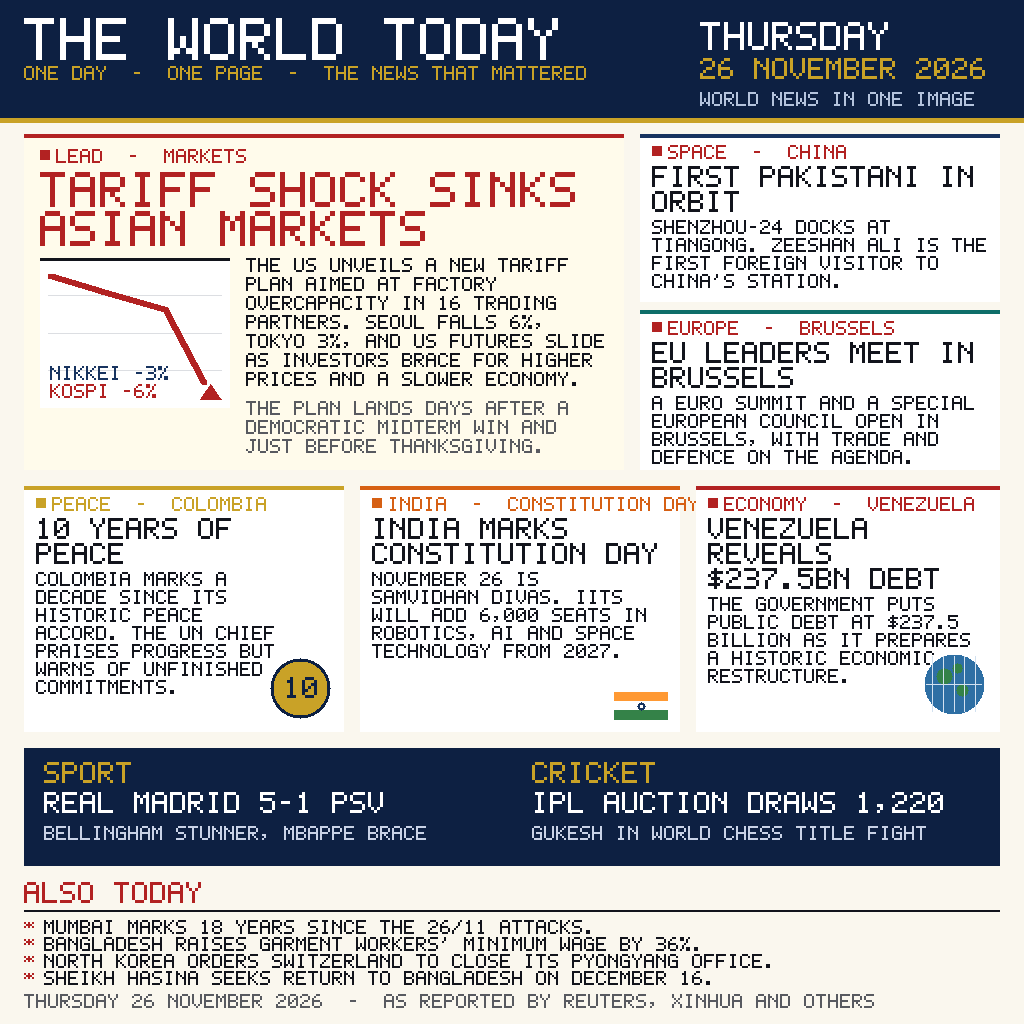 THE WORLD TODAY
ONE DAY - ONE PAGE - THE NEWS THAT MATTERED
THURSDAY
26 NOVEMBER 2026
WORLD NEWS IN ONE IMAGE
LEAD - MARKETS
TARIFF SHOCK SINKS
ASIAN MARKETS
NIKKEI -3%
KOSPI -6%
THE US UNVEILS A NEW TARIFF
PLAN AIMED AT FACTORY
OVERCAPACITY IN 16 TRADING
PARTNERS. SEOUL FALLS 6%,
TOKYO 3%, AND US FUTURES SLIDE
AS INVESTORS BRACE FOR HIGHER
PRICES AND A SLOWER ECONOMY.
THE PLAN LANDS DAYS AFTER A
DEMOCRATIC MIDTERM WIN AND
JUST BEFORE THANKSGIVING.
SPACE - CHINA
FIRST PAKISTANI IN
ORBIT
SHENZHOU-24 DOCKS AT
TIANGONG. ZEESHAN ALI IS THE
FIRST FOREIGN VISITOR TO
CHINA'S STATION.
EUROPE - BRUSSELS
EU LEADERS MEET IN
BRUSSELS
A EURO SUMMIT AND A SPECIAL
EUROPEAN COUNCIL OPEN IN
BRUSSELS, WITH TRADE AND
DEFENCE ON THE AGENDA.
PEACE - COLOMBIA
10 YEARS OF
PEACE
COLOMBIA MARKS A
DECADE SINCE ITS
HISTORIC PEACE
ACCORD. THE UN CHIEF
PRAISES PROGRESS BUT
WARNS OF UNFINISHED
COMMITMENTS.
10
INDIA - CONSTITUTION DAY
INDIA MARKS
CONSTITUTION DAY
NOVEMBER 26 IS
SAMVIDHAN DIVAS. IITS
WILL ADD 6,000 SEATS IN
ROBOTICS, AI AND SPACE
TECHNOLOGY FROM 2027.
ECONOMY - VENEZUELA
VENEZUELA
REVEALS
$237.5BN DEBT
THE GOVERNMENT PUTS
PUBLIC DEBT AT $237.5
BILLION AS IT PREPARES
A HISTORIC ECONOMIC
RESTRUCTURE.
SPORT
REAL MADRID 5-1 PSV
BELLINGHAM STUNNER, MBAPPE BRACE
CRICKET
IPL AUCTION DRAWS 1,220
GUKESH IN WORLD CHESS TITLE FIGHT
ALSO TODAY
* MUMBAI MARKS 18 YEARS SINCE THE 26/11 ATTACKS.
* BANGLADESH RAISES GARMENT WORKERS' MINIMUM WAGE BY 36%.
* NORTH KOREA ORDERS SWITZERLAND TO CLOSE ITS PYONGYANG OFFICE.
* SHEIKH HASINA SEEKS RETURN TO BANGLADESH ON DECEMBER 16.
THURSDAY 26 NOVEMBER 2026 - AS REPORTED BY REUTERS, XINHUA AND OTHERS